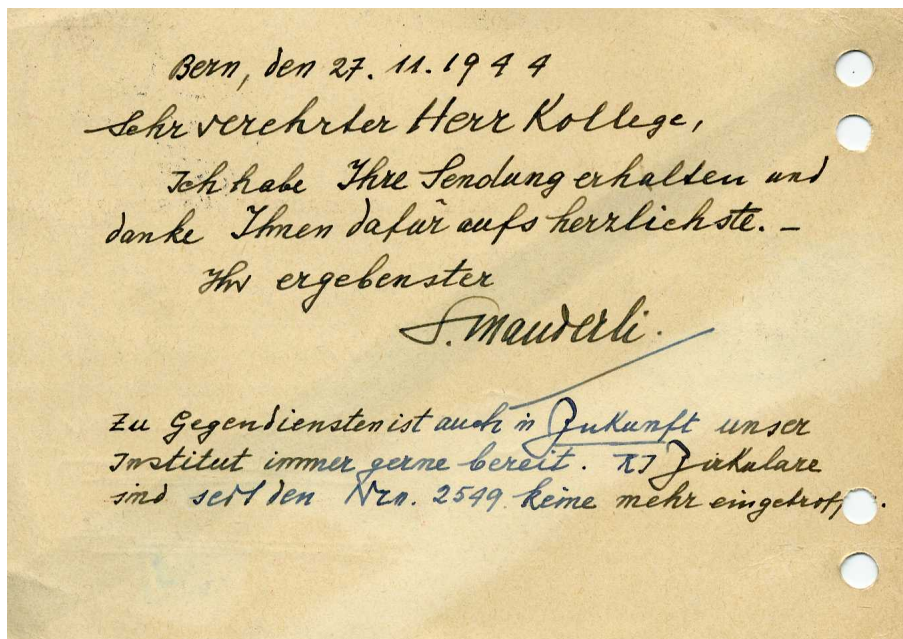 Bern, den 27. 11. 1944
Sehr verehrter Herr Kollege,
Ich habe Ihre Sendung erhalten und
danke Ihnen dafür aufs herzlichste. –
Ihr ergebenster
S. Mauderli.
Zu Gegendiensten ist auch in Zukunft unser
Institut immer gerne bereit. Zirkulare
sind seit den Nrn. 2549 keine mehr eingetroff